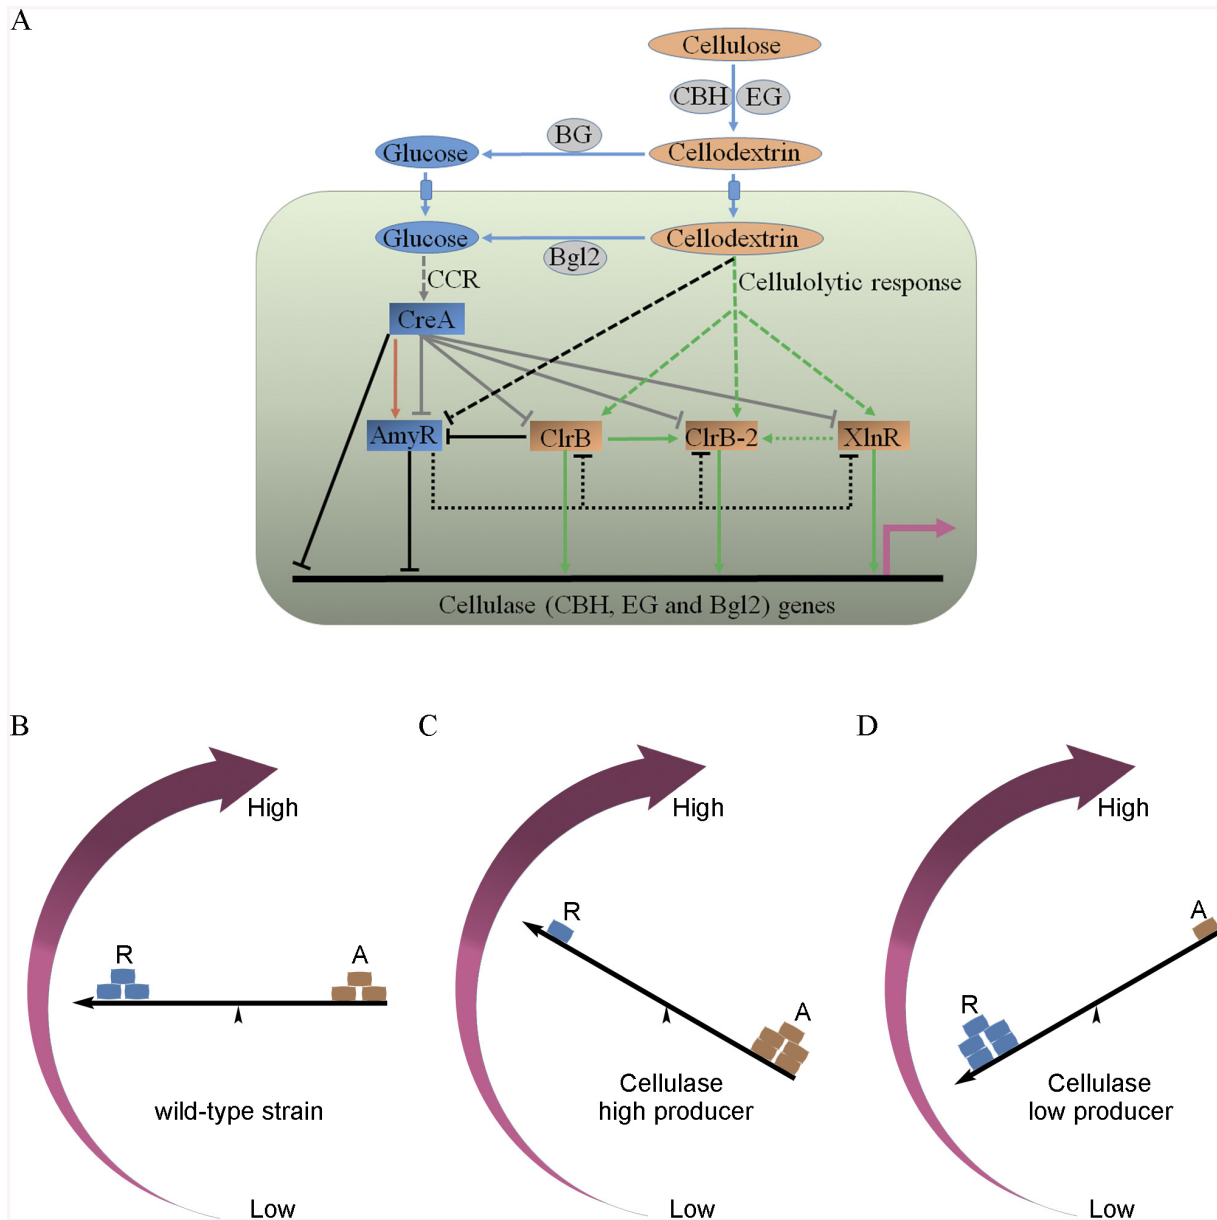 A
Cellulose
CBH
EG
BG
Glucose
Cellodextrin
Glucose
Cellodextrin
Bgl2
CCR
Cellulolytic response
CreA
AmyR
ClrB
ClrB-2
XlnR
Cellulase (CBH, EG and Bgl2) genes
B
High
R
A
wild-type strain
Low
C
High
R
A
Cellulase
high producer
Low
D
High
A
R
Cellulase
low producer
Low